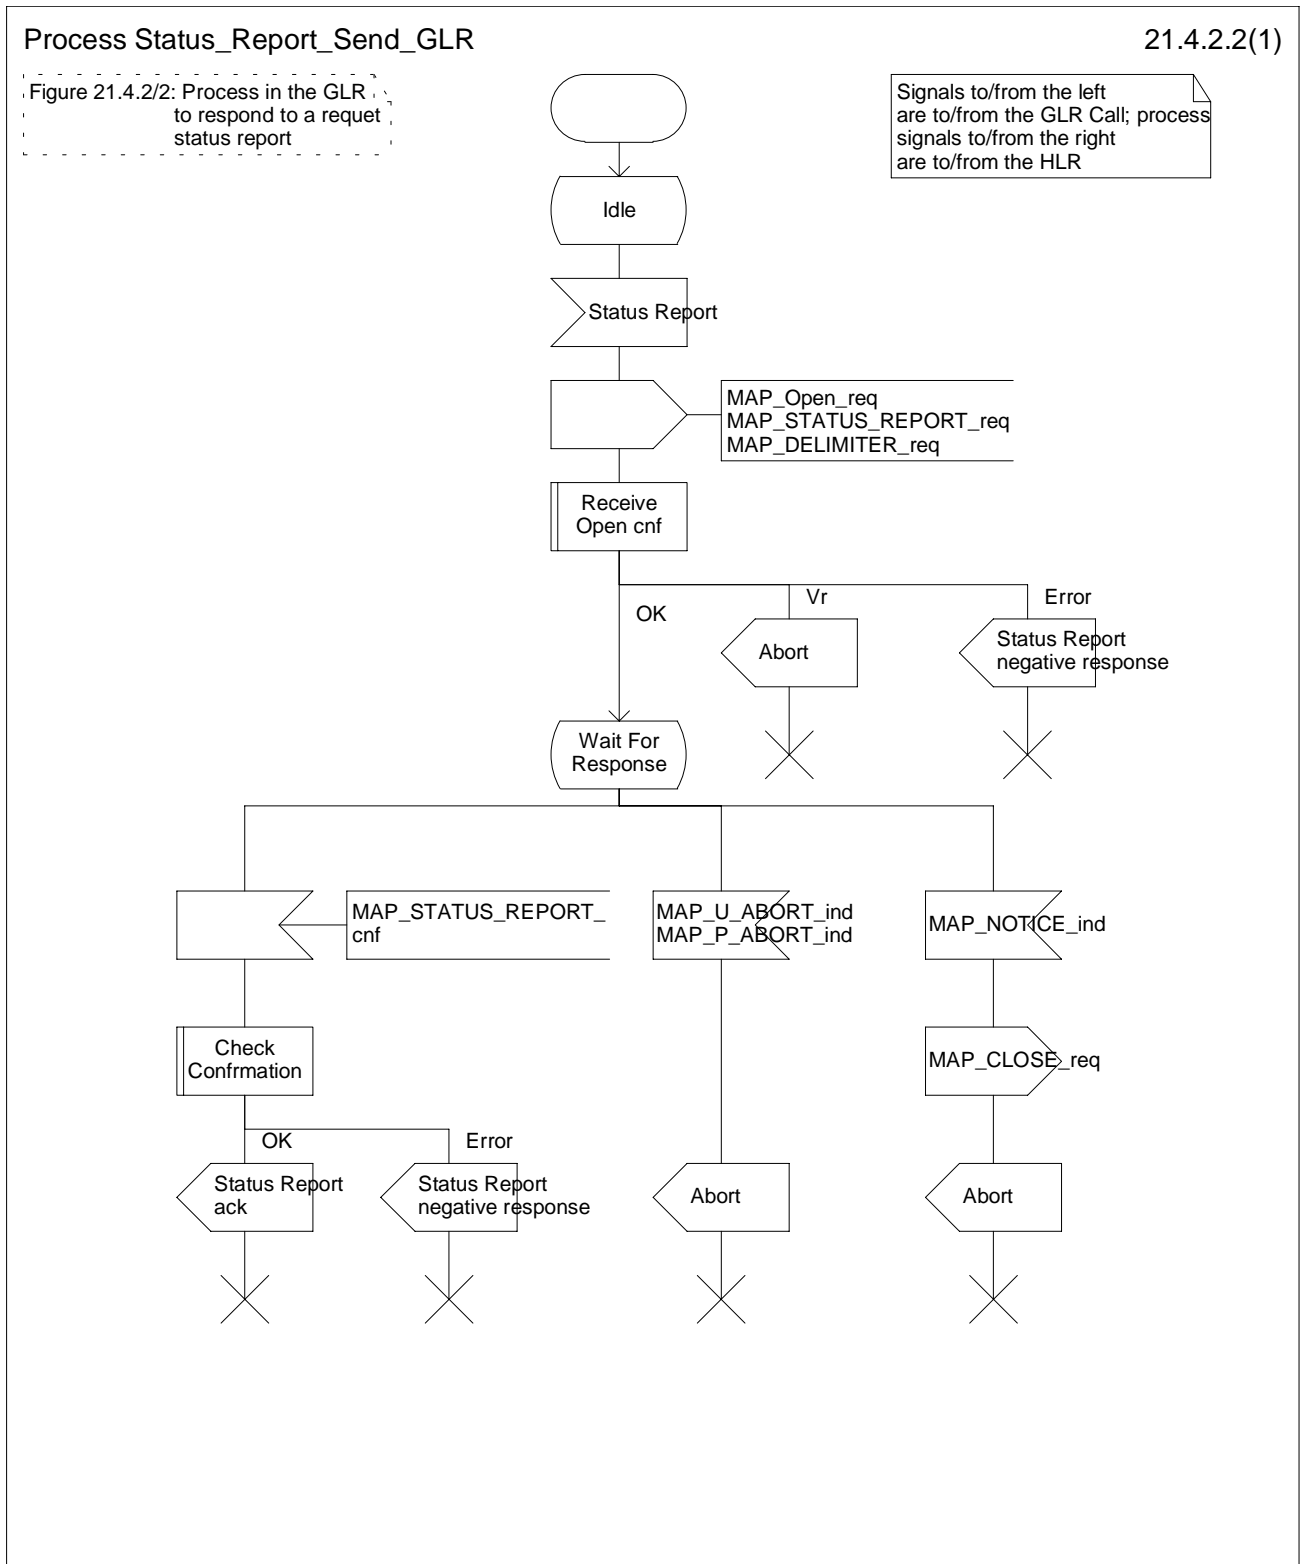 Process Status_Report_Send_GLR
21.4.2.2(1)
Figure 21.4.2/2: Process in the GLR
to respond to a requet
status report
Signals to/from the left
are to/from the GLR Call; process
signals to/from the right
are to/from the HLR
Idle
Status Report
MAP_Open_req
MAP_STATUS_REPORT_req
MAP_DELIMITER_req
Receive
Open cnf
OK
Vr
Error
Abort
Status Report
negative response
Wait For
Response
MAP_STATUS_REPORT_
cnf
MAP_U_ABORT_ind
MAP_P_ABORT_ind
MAP_NOTICE_ind
Check
Confrmation
MAP_CLOSE_req
OK
Error
Status Report
ack
Status Report
negative response
Abort
Abort